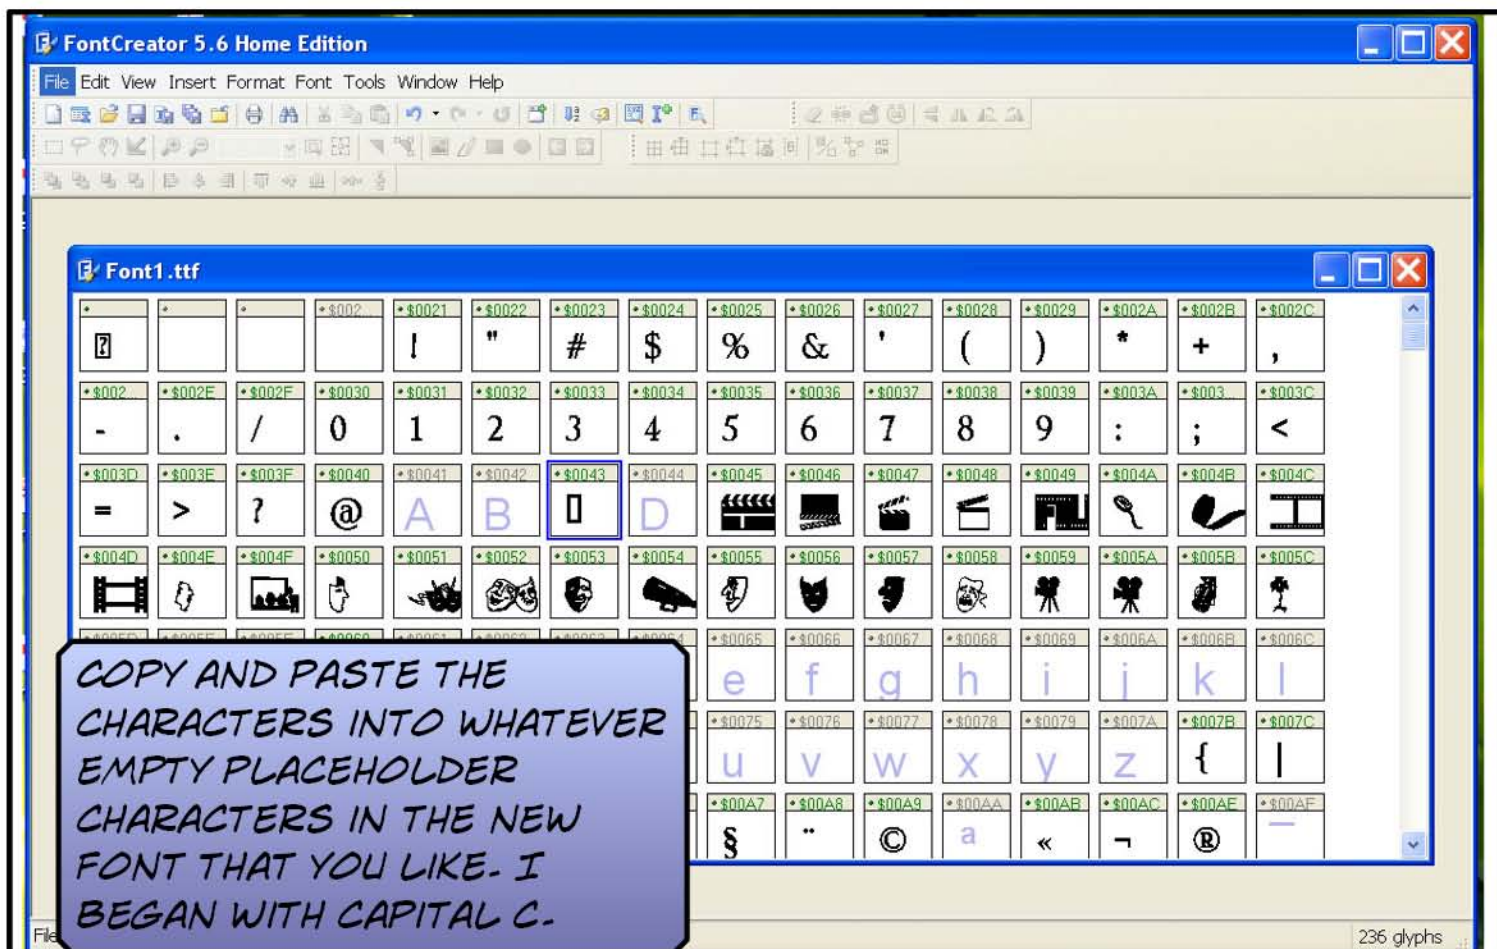 FontCreator 5.6 Home Edition
File Edit View Insert Format Font Tools Window Help
Font1.ttf
$002... $0021 $0022 $0023 $0024 $0025 $0026 $0027 $0028 $0029 $002A $002B $002C
? ! " # $ % & ' ( ) * + ,
$002... $002E $002F $0030 $0031 $0032 $0033 $0034 $0035 $0036 $0037 $0038 $0039 $003A $003... $003C
- . / 0 1 2 3 4 5 6 7 8 9 : ; <
$003D $003E $003F $0040 $0041 $0042 $0043 $0044 $0045 $0046 $0047 $0048 $0049 $004A $004B $004C
= > ? @ A B D
$004D $004E $004F $0050 $0051 $0052 $0053 $0054 $0055 $0056 $0057 $0058 $0059 $005A $005B $005C
$0065 $0066 $0067 $0068 $0069 $006A $006B $006C
e f g h i j k l
$0075 $0076 $0077 $0078 $0079 $007A $007B $007C
u v w x y z { |
$00A7 $00A8 $00A9 $00AA $00AB $00AC $00AE $00AF
§ ¨ © a « ¬ ® ¯
COPY AND PASTE THE
CHARACTERS INTO WHATEVER
EMPTY PLACEHOLDER
CHARACTERS IN THE NEW
FONT THAT YOU LIKE. I
BEGAN WITH CAPITAL C.
236 glyphs